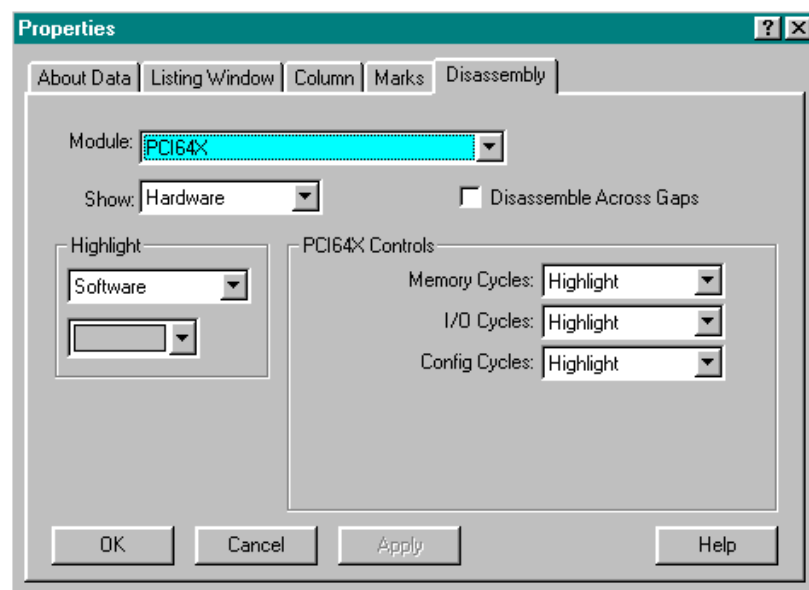 Properties
About Data Listing Window Column Marks Disassembly
Module: PCI64X
Show: Hardware Disassemble Across Gaps
Highlight PCI64X Controls
Software Memory Cycles: Highlight
I/O Cycles: Highlight
Config Cycles: Highlight
OK Cancel Apply Help